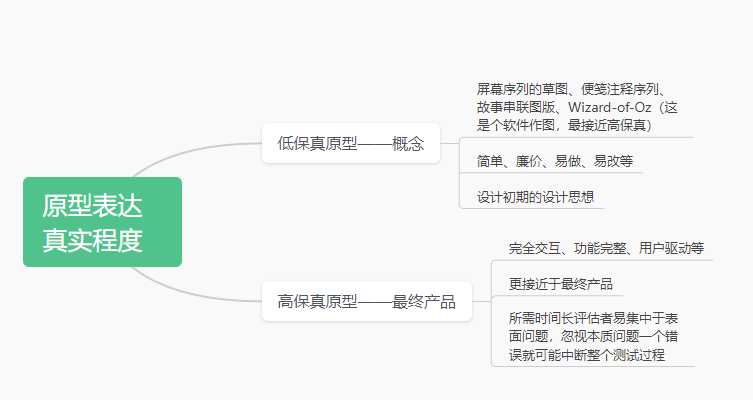 原型表达
真实程度
低保真原型——概念
屏幕序列的草图、便笺注释序列、
故事串联图版、Wizard-of-Oz（这
是个软件作图，最接近高保真）
简单、廉价、易做、易改等
设计初期的设计思想
高保真原型——最终产品
完全交互、功能完整、用户驱动等
更接近于最终产品
所需时间长评估者易集中于表
面问题，忽视本质问题一个错
误就可能中断整个测试过程